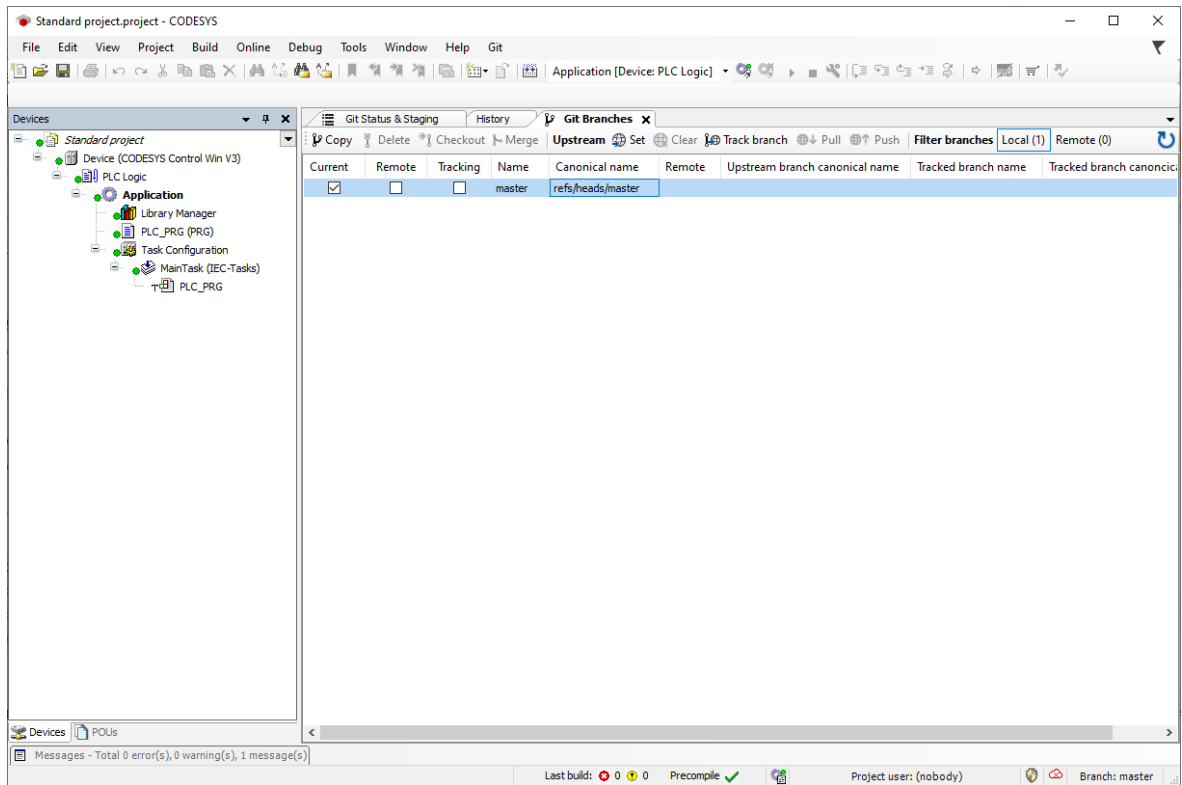 Standard project.project - CODESYS
File Edit View Project Build Online Debug Tools Window Help Git
Application [Device: PLC Logic]
Devices
Standard project
Device (CODESYS Control Win V3)
PLC Logic
Application
Library Manager
PLC_PRG (PRG)
Task Configuration
MainTask (IEC-Tasks)
PLC_PRG
Devices POUs
Git Status & Staging History Git Branches
Copy Delete Checkout Merge Upstream Set Clear Track branch Pull Push Filter branches Local (1) Remote (0)
Current Remote Tracking Name Canonical name Remote Upstream branch canonical name Tracked branch name Tracked branch canonica
master refs/heads/master
Messages - Total 0 error(s), 0 warning(s), 1 message(s)
Last build: 0 0 Precompile Project user: (nobody) Branch: master